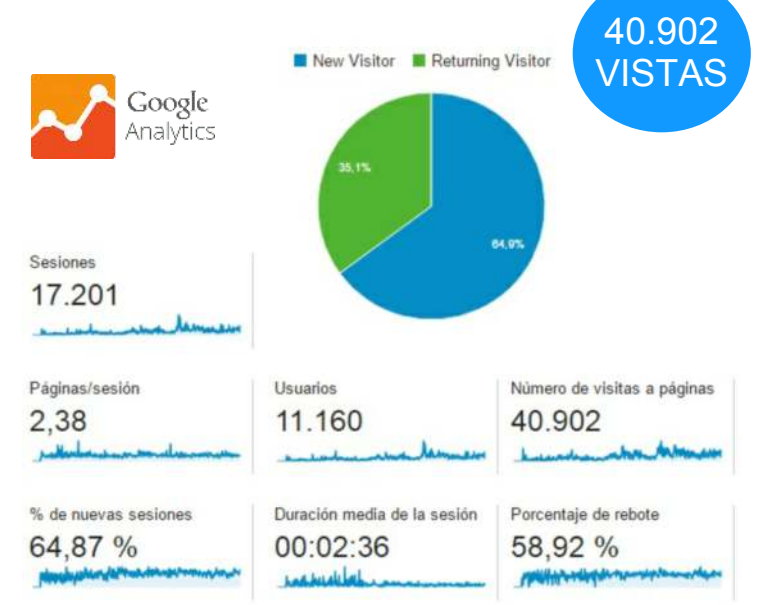 40.902
VISTAS
New Visitor
Returning Visitor
Google
Analytics
35,1%
64,9%
Sesiones
17.201
Páginas/sesión
2,38
Usuarios
11.160
Número de visitas a páginas
40.902
% de nuevas sesiones
64,87 %
Duración media de la sesión
00:02:36
Porcentaje de rebote
58,92 %